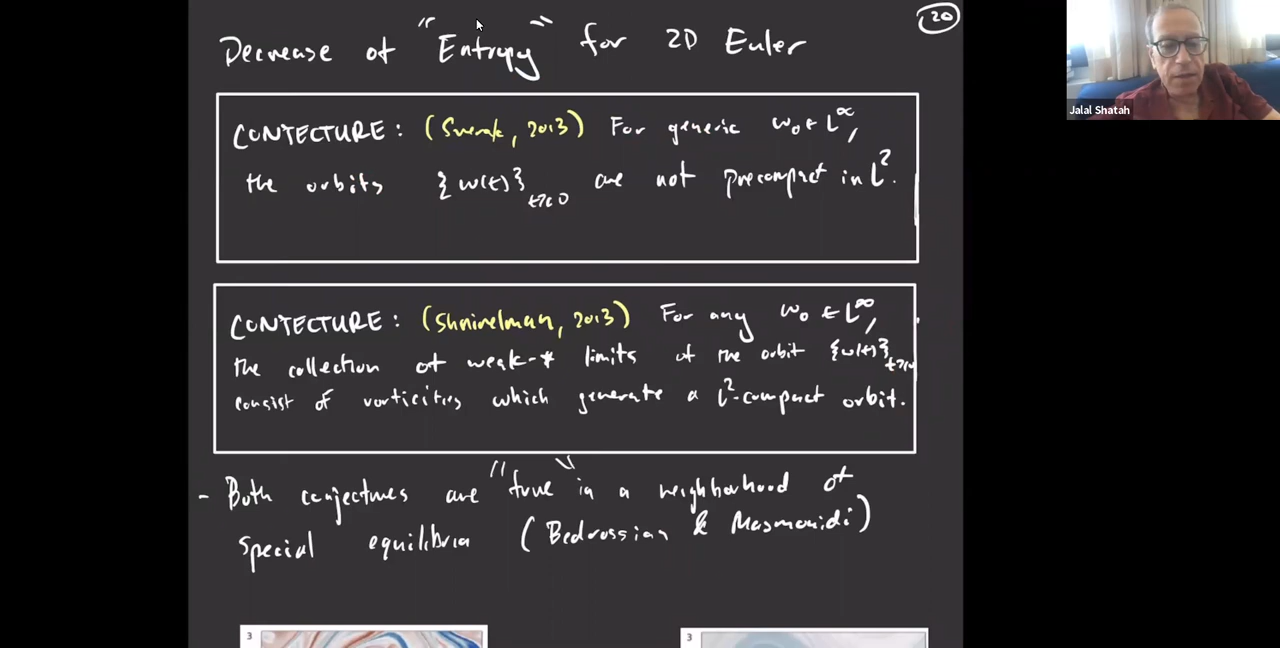 20
Decrease of "Entropy" for 2D Euler
CONJECTURE: (Sverak, 2013) For generic ω₀ ∈ L^∞,
the orbits {ω(t)}_{t≥0} are not precompact in L².
CONJECTURE: (Shnirelman, 2013) For any ω₀ ∈ L^∞,
the collection of weak-* limits of the orbit {ω(t)}_{t≥0}
consist of vorticities which generate a L²-compact orbit.
- Both conjectures are "true" in a neighborhood of
special equilibria (Bedrossian & Masmoudi)
3
3
Jalal Shatah